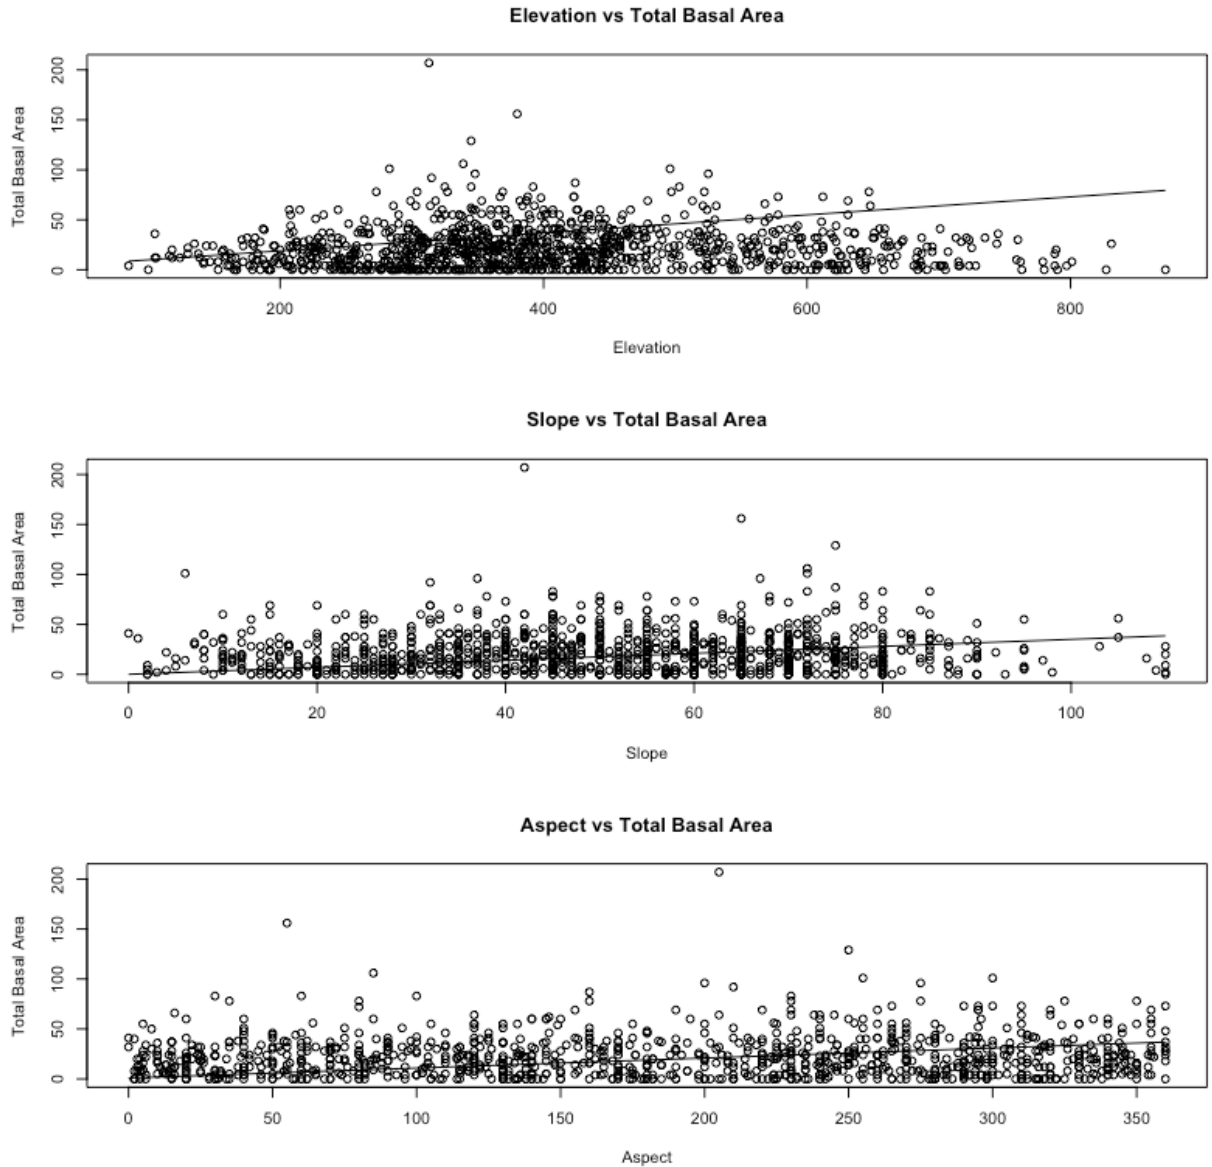 Elevation vs Total Basal Area
Total Basal Area
200
150
100
50
0
200 400 600 800
Elevation
Slope vs Total Basal Area
Total Basal Area
200
150
100
50
0
0 20 40 60 80 100
Slope
Aspect vs Total Basal Area
Total Basal Area
200
150
100
50
0
0 50 100 150 200 250 300 350
Aspect